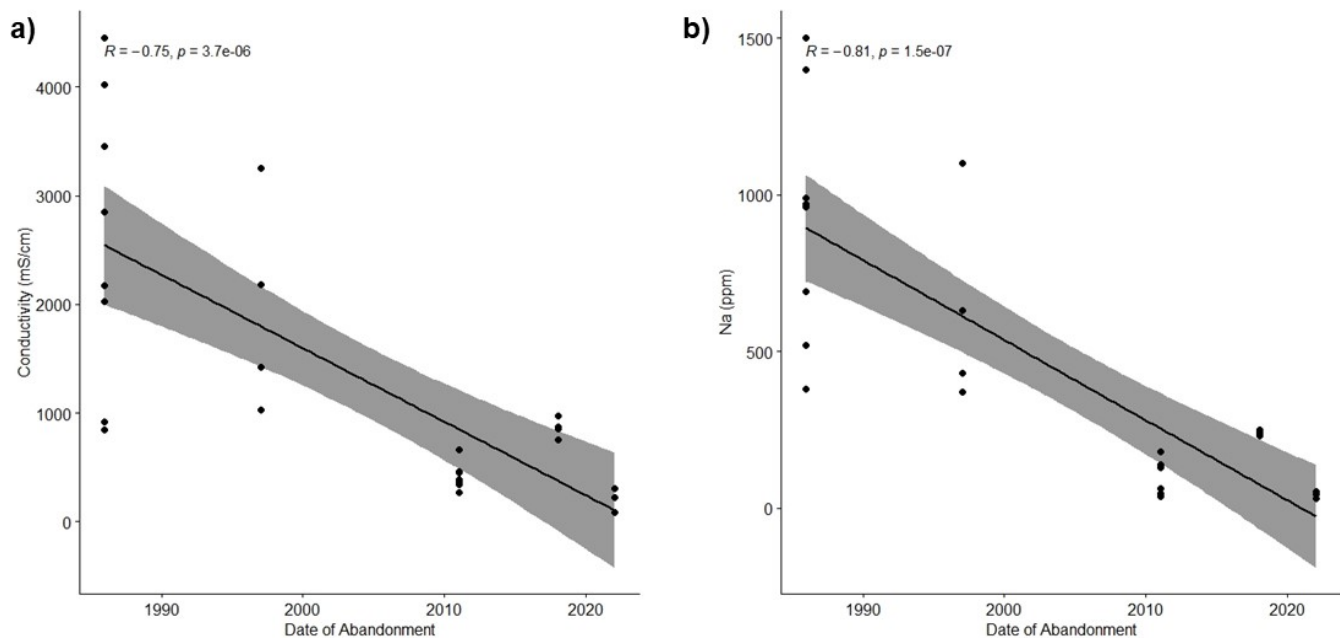 a)
R = −0.75, p = 3.7e-06
4000
3000
2000
1000
0
Conductivity (mS/cm)
1990
2000
2010
2020
Date of Abandonment
b)
R = −0.81, p = 1.5e-07
1500
1000
500
0
Na (ppm)
1990
2000
2010
2020
Date of Abandonment